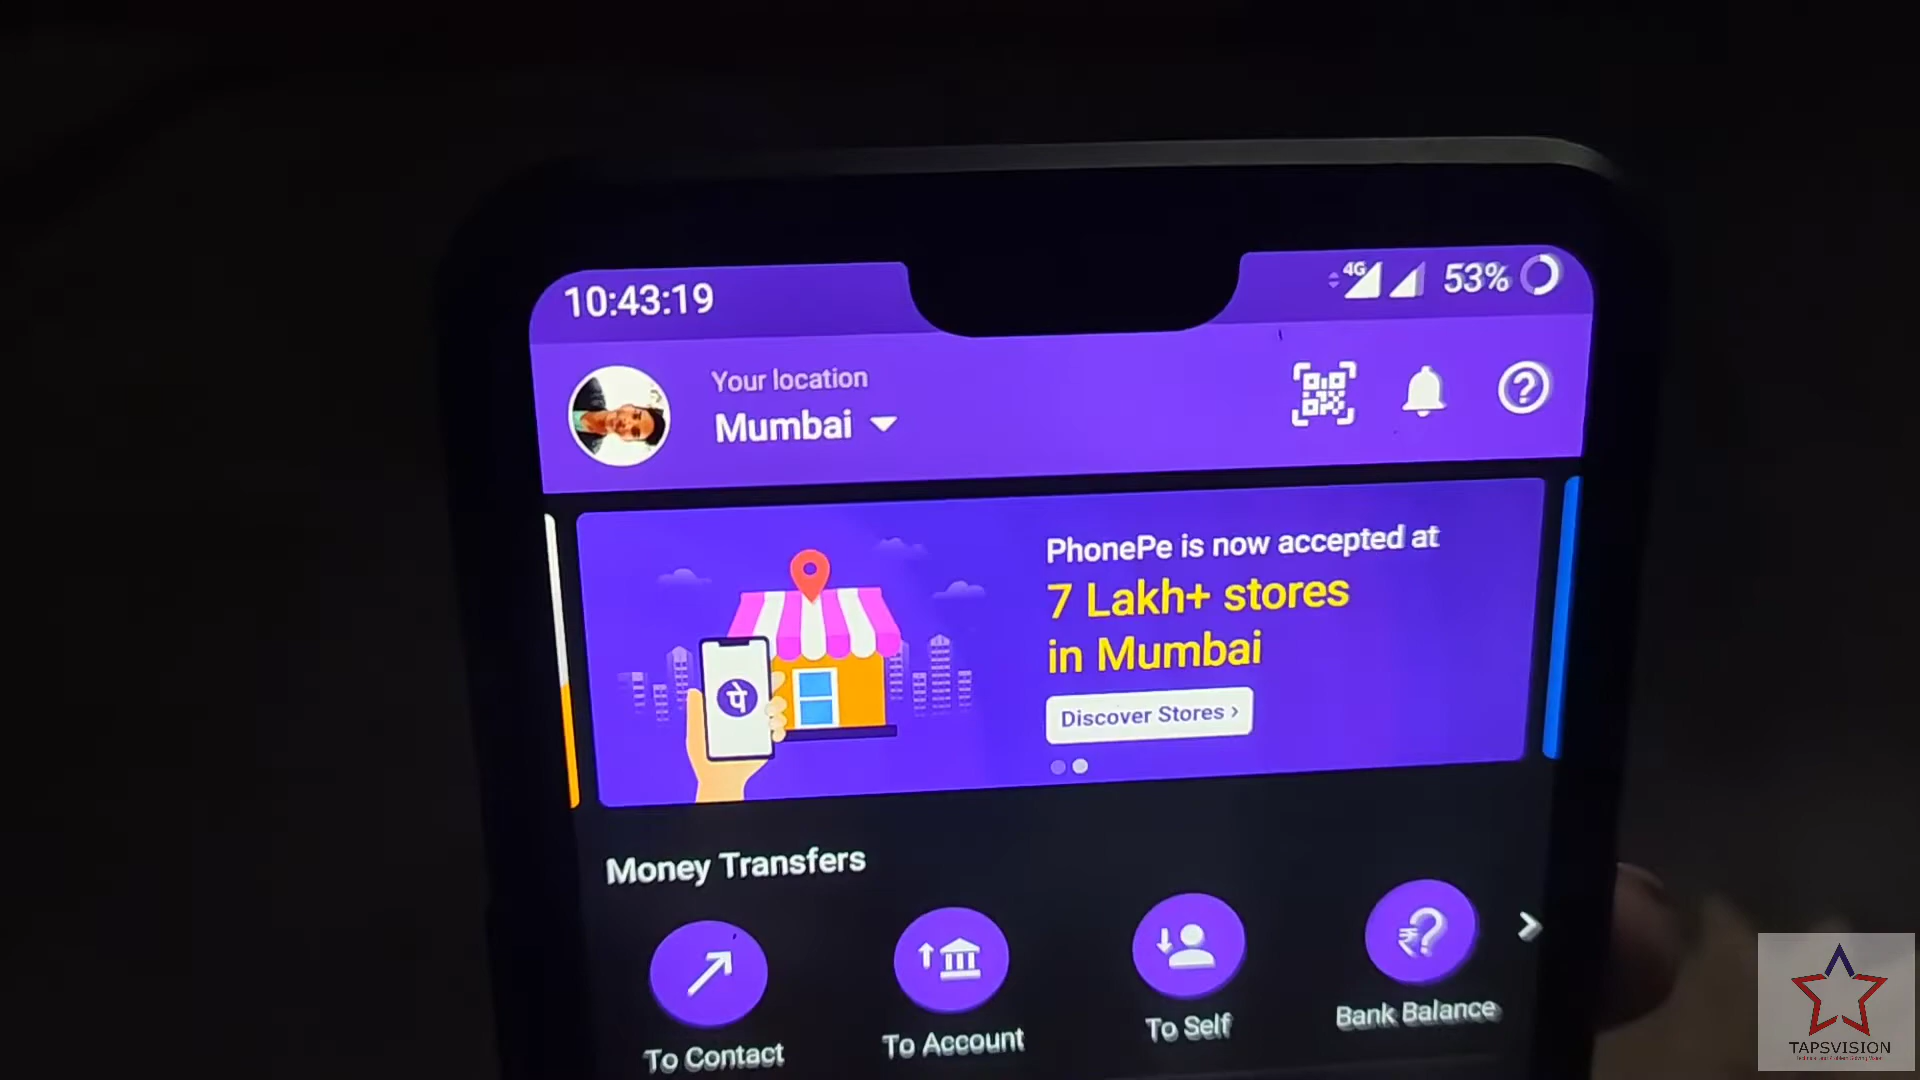 10:43:19
4G
53%
Your location
Mumbai
PhonePe is now accepted at
7 Lakh+ stores
in Mumbai
Discover Stores ›
पे
Money Transfers
To Contact
To Account
To Self
Bank Balance
TAPSVISION